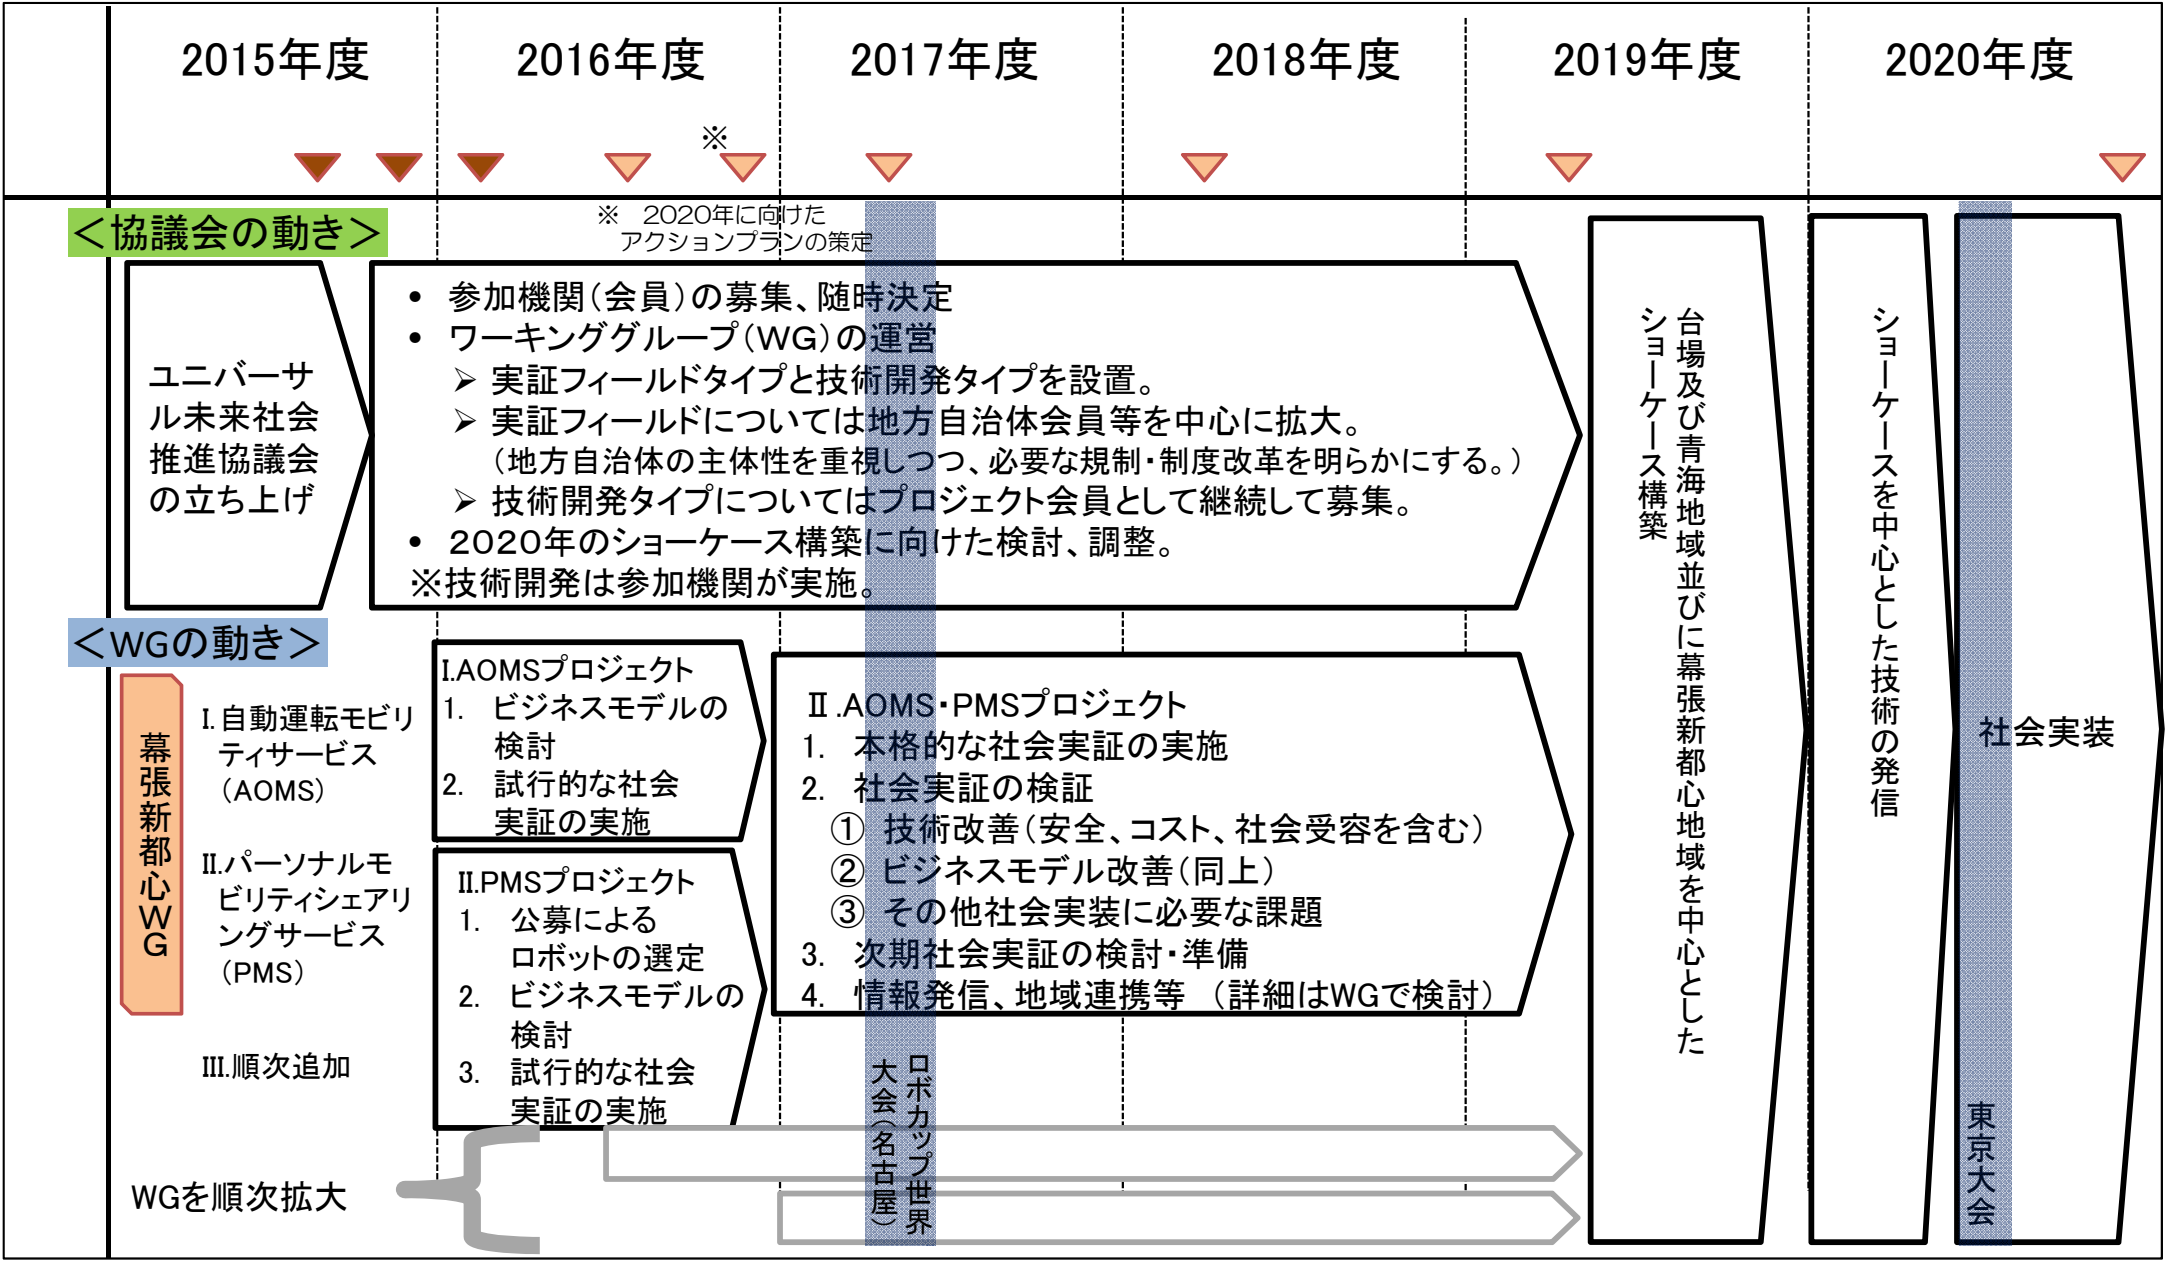 2015年度
2016年度
2017年度
2018年度
2019年度
2020年度
※
※　2020年に向けた
アクションプランの策定
＜協議会の動き＞
ユニバーサ
ル未来社会
推進協議会
の立ち上げ
• 参加機関（会員）の募集、随時決定
• ワーキンググループ（WG）の運営
➢ 実証フィールドタイプと技術開発タイプを設置。
➢ 実証フィールドについては地方自治体会員等を中心に拡大。
（地方自治体の主体性を重視しつつ、必要な規制・制度改革を明らかにする。）
➢ 技術開発タイプについてはプロジェクト会員として継続して募集。
• 2020年のショーケース構築に向けた検討、調整。
※技術開発は参加機関が実施。
台場及び青海地域並びに幕張新都心地域を中心とした
ショーケース構築
ショーケースを中心とした技術の発信
社会実装
＜WGの動き＞
幕張新都心WG
I.自動運転モビリ
ティサービス
（AOMS）
II.パーソナルモ
ビリティシェアリ
ングサービス
（PMS）
III.順次追加
I.AOMSプロジェクト
1. ビジネスモデルの
検討
2. 試行的な社会
実証の実施
II.PMSプロジェクト
1. 公募による
ロボットの選定
2. ビジネスモデルの
検討
3. 試行的な社会
実証の実施
Ⅱ.AOMS・PMSプロジェクト
1. 本格的な社会実証の実施
2. 社会実証の検証
① 技術改善（安全、コスト、社会受容を含む）
② ビジネスモデル改善（同上）
③ その他社会実装に必要な課題
3. 次期社会実証の検討・準備
4. 情報発信、地域連携等　（詳細はWGで検討）
ロボカップ世界
大会（名古屋）
東京大会
WGを順次拡大